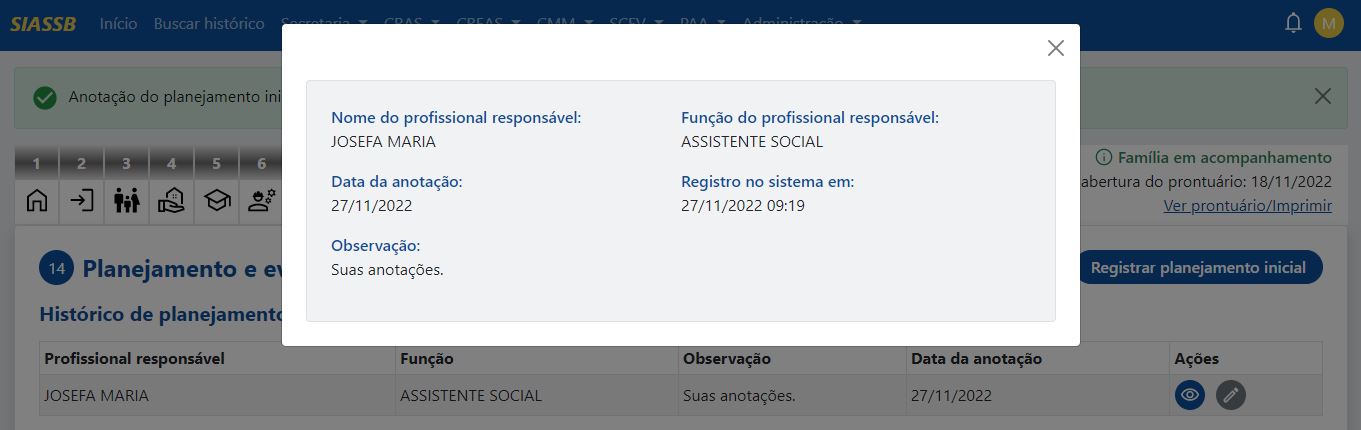 SIASSB Início Buscar histórico Secretaria CRAS CREAS CMM SCFV PAA Administração M
Anotação do planejamento ini
Nome do profissional responsável: Função do profissional responsável:
JOSEFA MARIA ASSISTENTE SOCIAL
Data da anotação: Registro no sistema em:
27/11/2022 27/11/2022 09:19
Observação:
Suas anotações.
1 2 3 4 5 6
Família em acompanhamento
abertura do prontuário: 18/11/2022
Ver prontuário/Imprimir
14 Planejamento e ev
Registrar planejamento inicial
Histórico de planejamento
Profissional responsável Função Observação Data da anotação Ações
JOSEFA MARIA ASSISTENTE SOCIAL Suas anotações. 27/11/2022